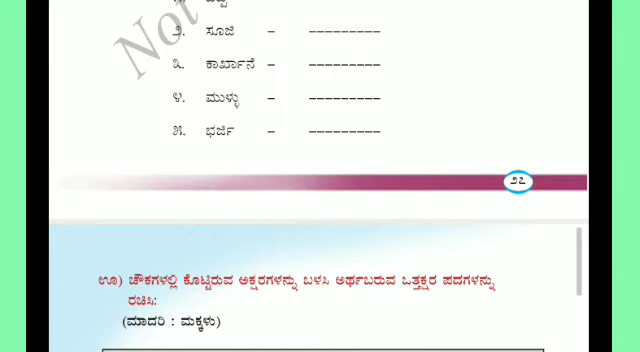 Not
೨. ಸೂಜಿ – ---------
೩. ಕಾರ್ಖಾನೆ – ---------
೪. ಮುಳ್ಳು – ---------
೫. ಭರ್ಜಿ – ---------
೨೭
ಊ) ಚೌಕಗಳಲ್ಲಿ ಕೊಟ್ಟಿರುವ ಅಕ್ಷರಗಳನ್ನು ಬಳಸಿ ಅರ್ಥಬರುವ ಒತ್ತಕ್ಷರ ಪದಗಳನ್ನು
ರಚಿಸಿ:
(ಮಾದರಿ : ಮಕ್ಕಳು)